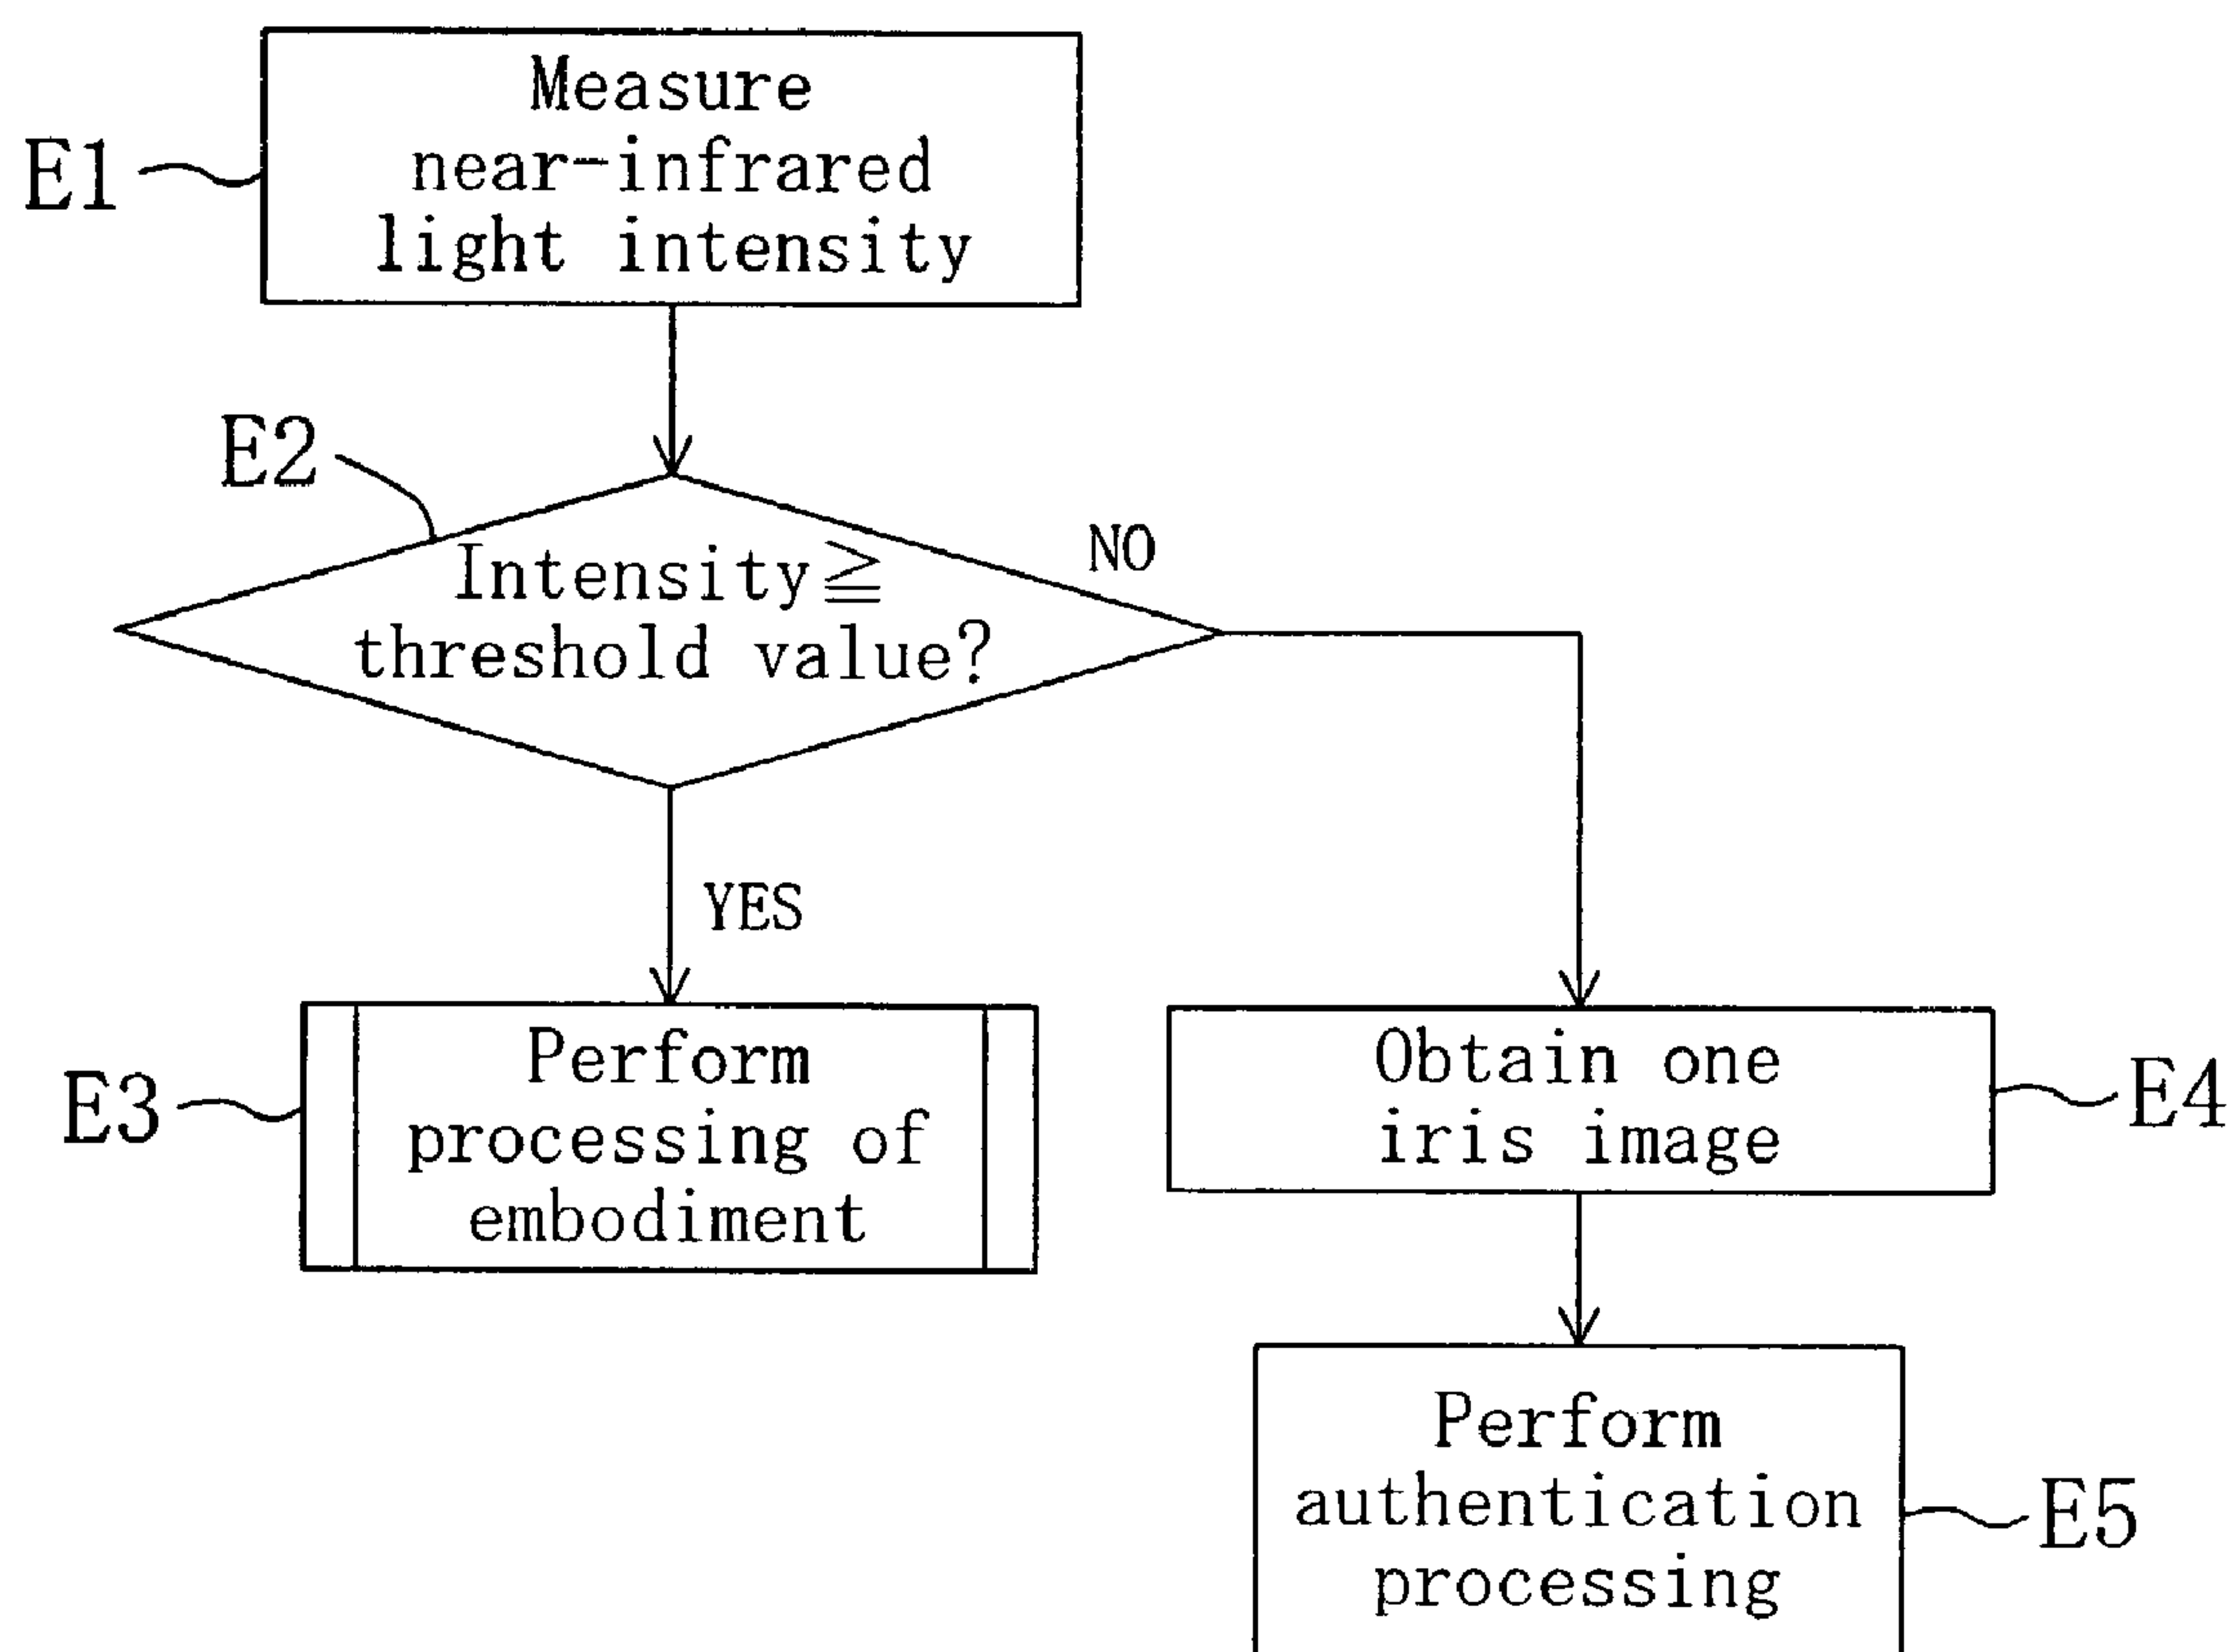 Measure
near-infrared
light intensity
E1
E2
Intensity≧
threshold value?
NO
YES
E3
Perform
processing of
embodiment
Obtain one
iris image
E4
Perform
authentication
processing
E5